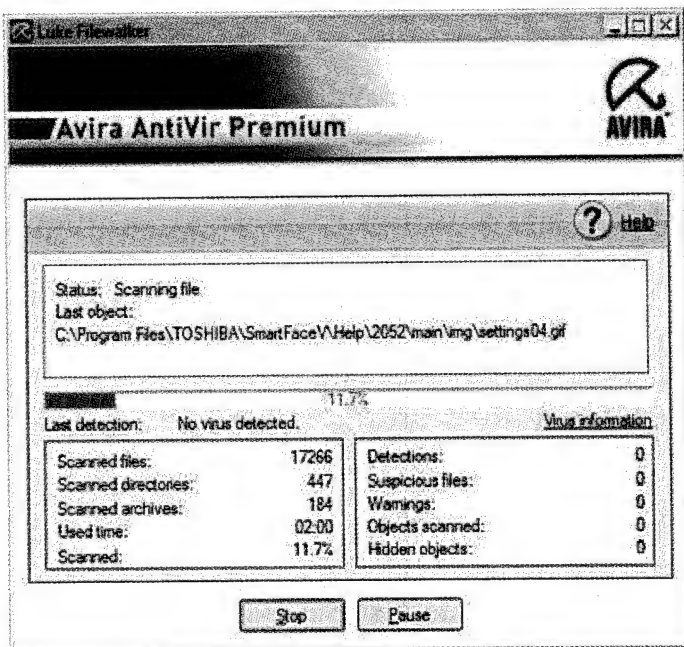 Luke Filewalker
Avira AntiVir Premium
AVIRA
? Help
Status: Scanning file
Last object:
C:\Program Files\TOSHIBA\SmartFaceV\Help\2052\main\img\settings04.gif
11.7%
Last detection: No virus detected.
Virus information
Scanned files: 17266
Scanned directories: 447
Scanned archives: 184
Used time: 02:00
Scanned: 11.7%
Detections: 0
Suspicious files: 0
Warnings: 0
Objects scanned: 0
Hidden objects: 0
Stop
Pause